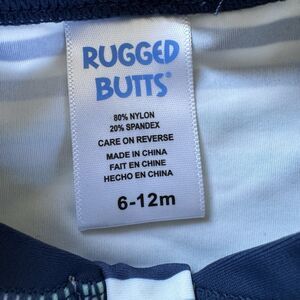 RUGGED
BUTTS®
80% NYLON
20% SPANDEX
CARE ON REVERSE
MADE IN CHINA
FAIT EN CHINE
HECHO EN CHINA
6-12m